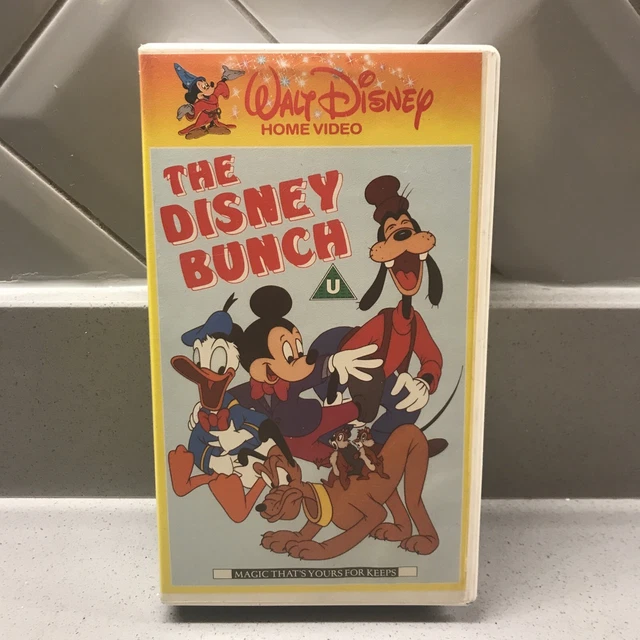 WALT DISNEY
HOME VIDEO
THE
DISNEY
BUNCH
U
MAGIC THAT'S YOURS FOR KEEPS